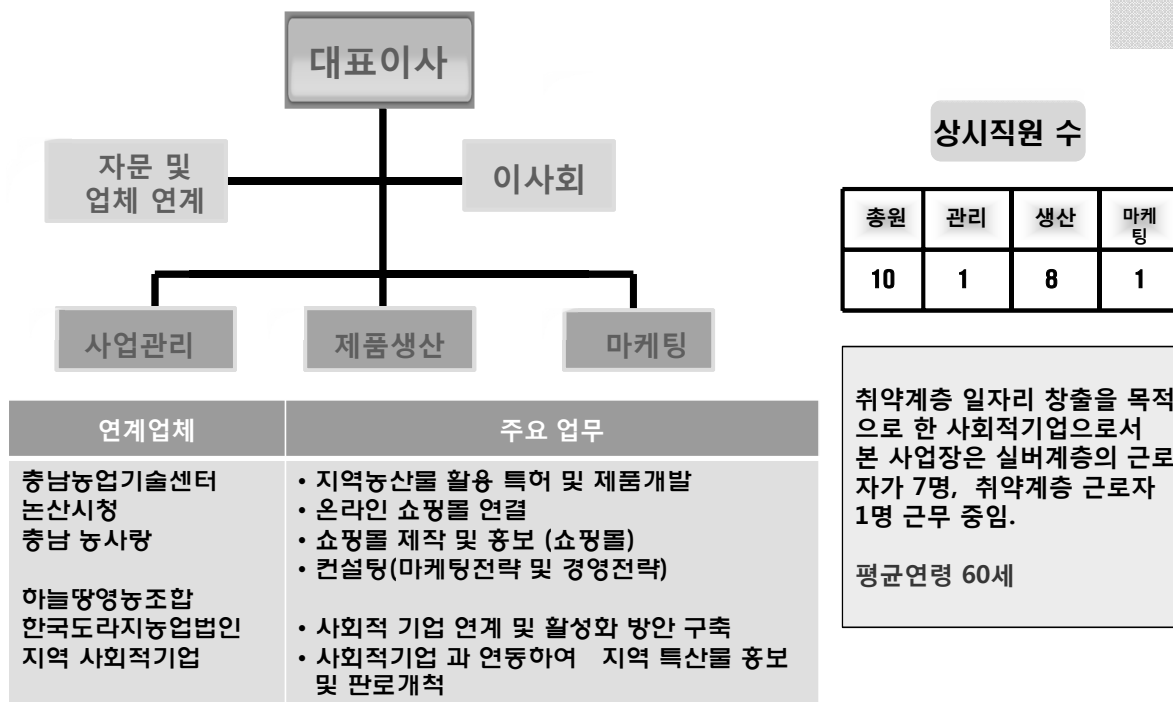 대표이사
자문 및
업체 연계
이사회
사업관리
제품생산
마케팅
연계업체
주요 업무
충남농업기술센터
논산시청
충남 농사랑
하늘땅영농조합
한국도라지농업법인
지역 사회적기업
• 지역농산물 활용 특허 및 제품개발
• 온라인 쇼핑몰 연결
• 쇼핑몰 제작 및 홍보 (쇼핑몰)
• 컨설팅(마케팅전략 및 경영전략)
• 사회적 기업 연계 및 활성화 방안 구축
• 사회적기업 과 연동하여 지역 특산물 홍보
및 판로개척
상시직원 수
총원 관리 생산 마케
팅
10 1 8 1
취약계층 일자리 창출을 목적
으로 한 사회적기업으로서
본 사업장은 실버계층의 근로
자가 7명, 취약계층 근로자
1명 근무 중임.
평균연령 60세